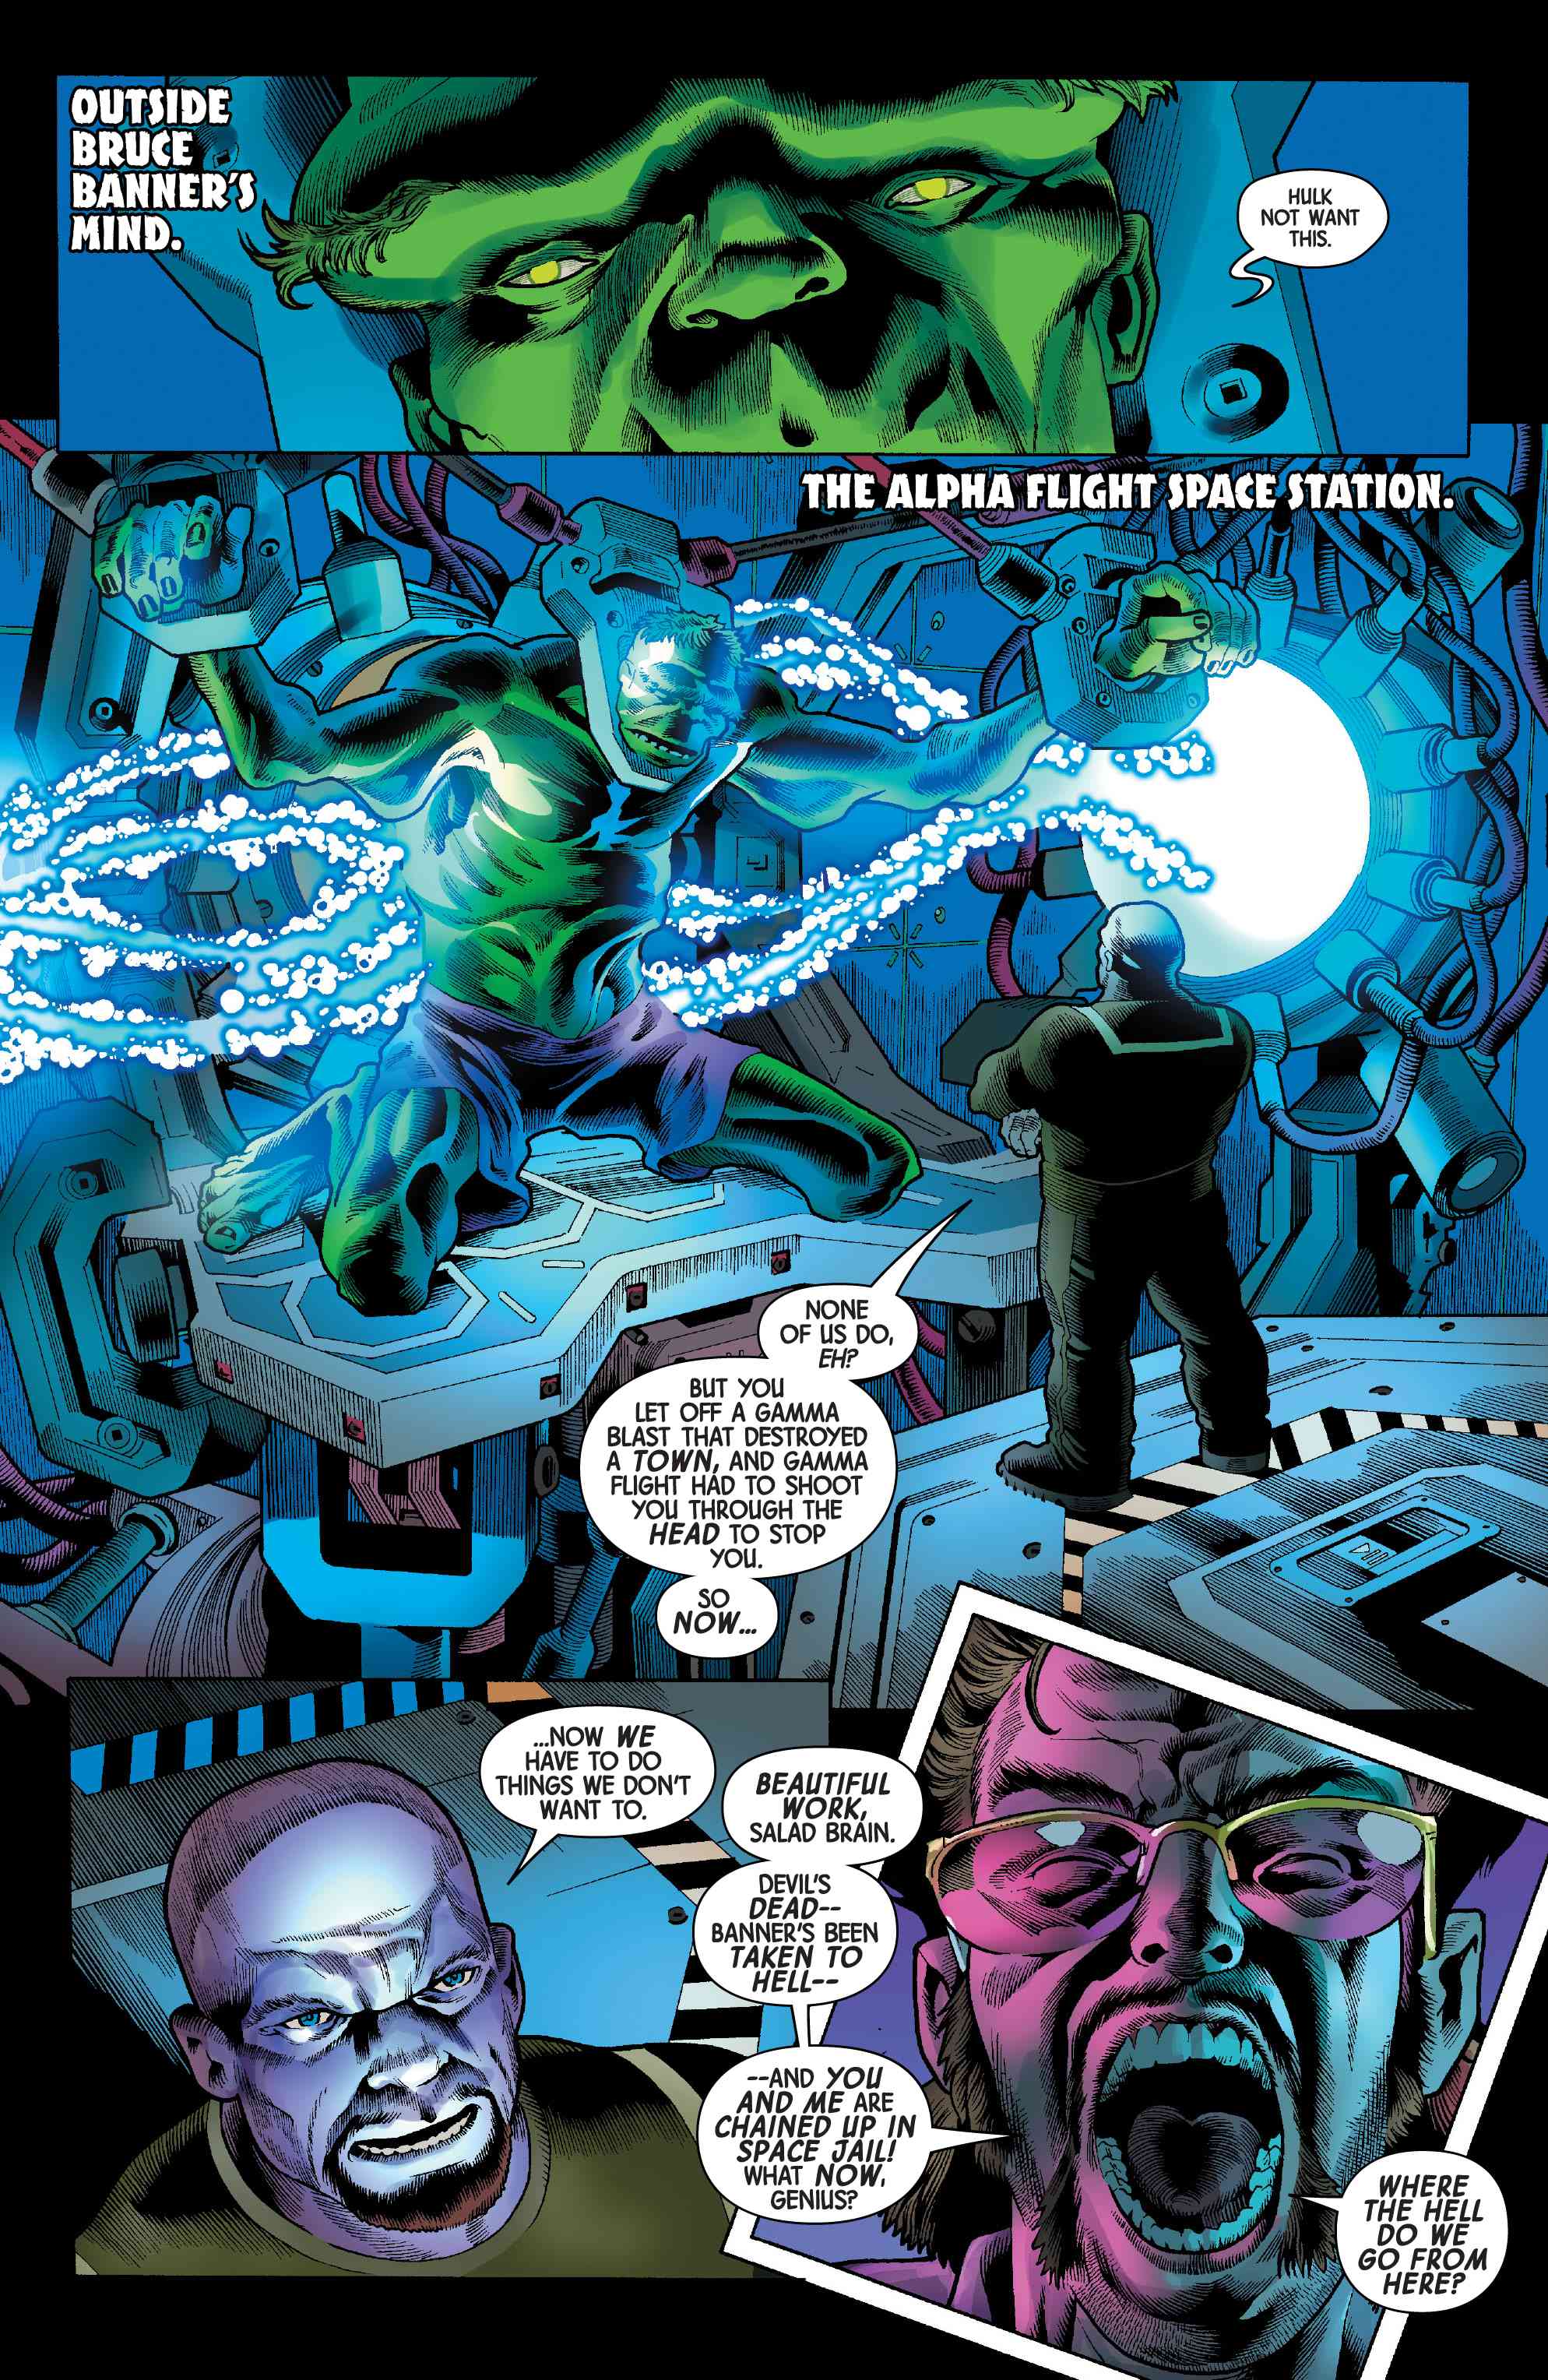 OUTSIDE
BRUCE
BANNER'S
MIND.
HULK
NOT WANT
THIS.
THE ALPHA FLIGHT SPACE STATION.
NONE
OF US DO,
EH?
BUT YOU
LET OFF A GAMMA
BLAST THAT DESTROYED
A TOWN, AND GAMMA
FLIGHT HAD TO SHOOT
YOU THROUGH THE
HEAD TO STOP
YOU.
SO
NOW...
...NOW WE
HAVE TO DO
THINGS WE DON'T
WANT TO.
BEAUTIFUL
WORK,
SALAD BRAIN.
DEVIL'S
DEAD--
BANNER'S BEEN
TAKEN TO
HELL--
--AND YOU
AND ME ARE
CHAINED UP IN
SPACE JAIL!
WHAT NOW,
GENIUS?
WHERE
THE HELL
DO WE
GO FROM
HERE?